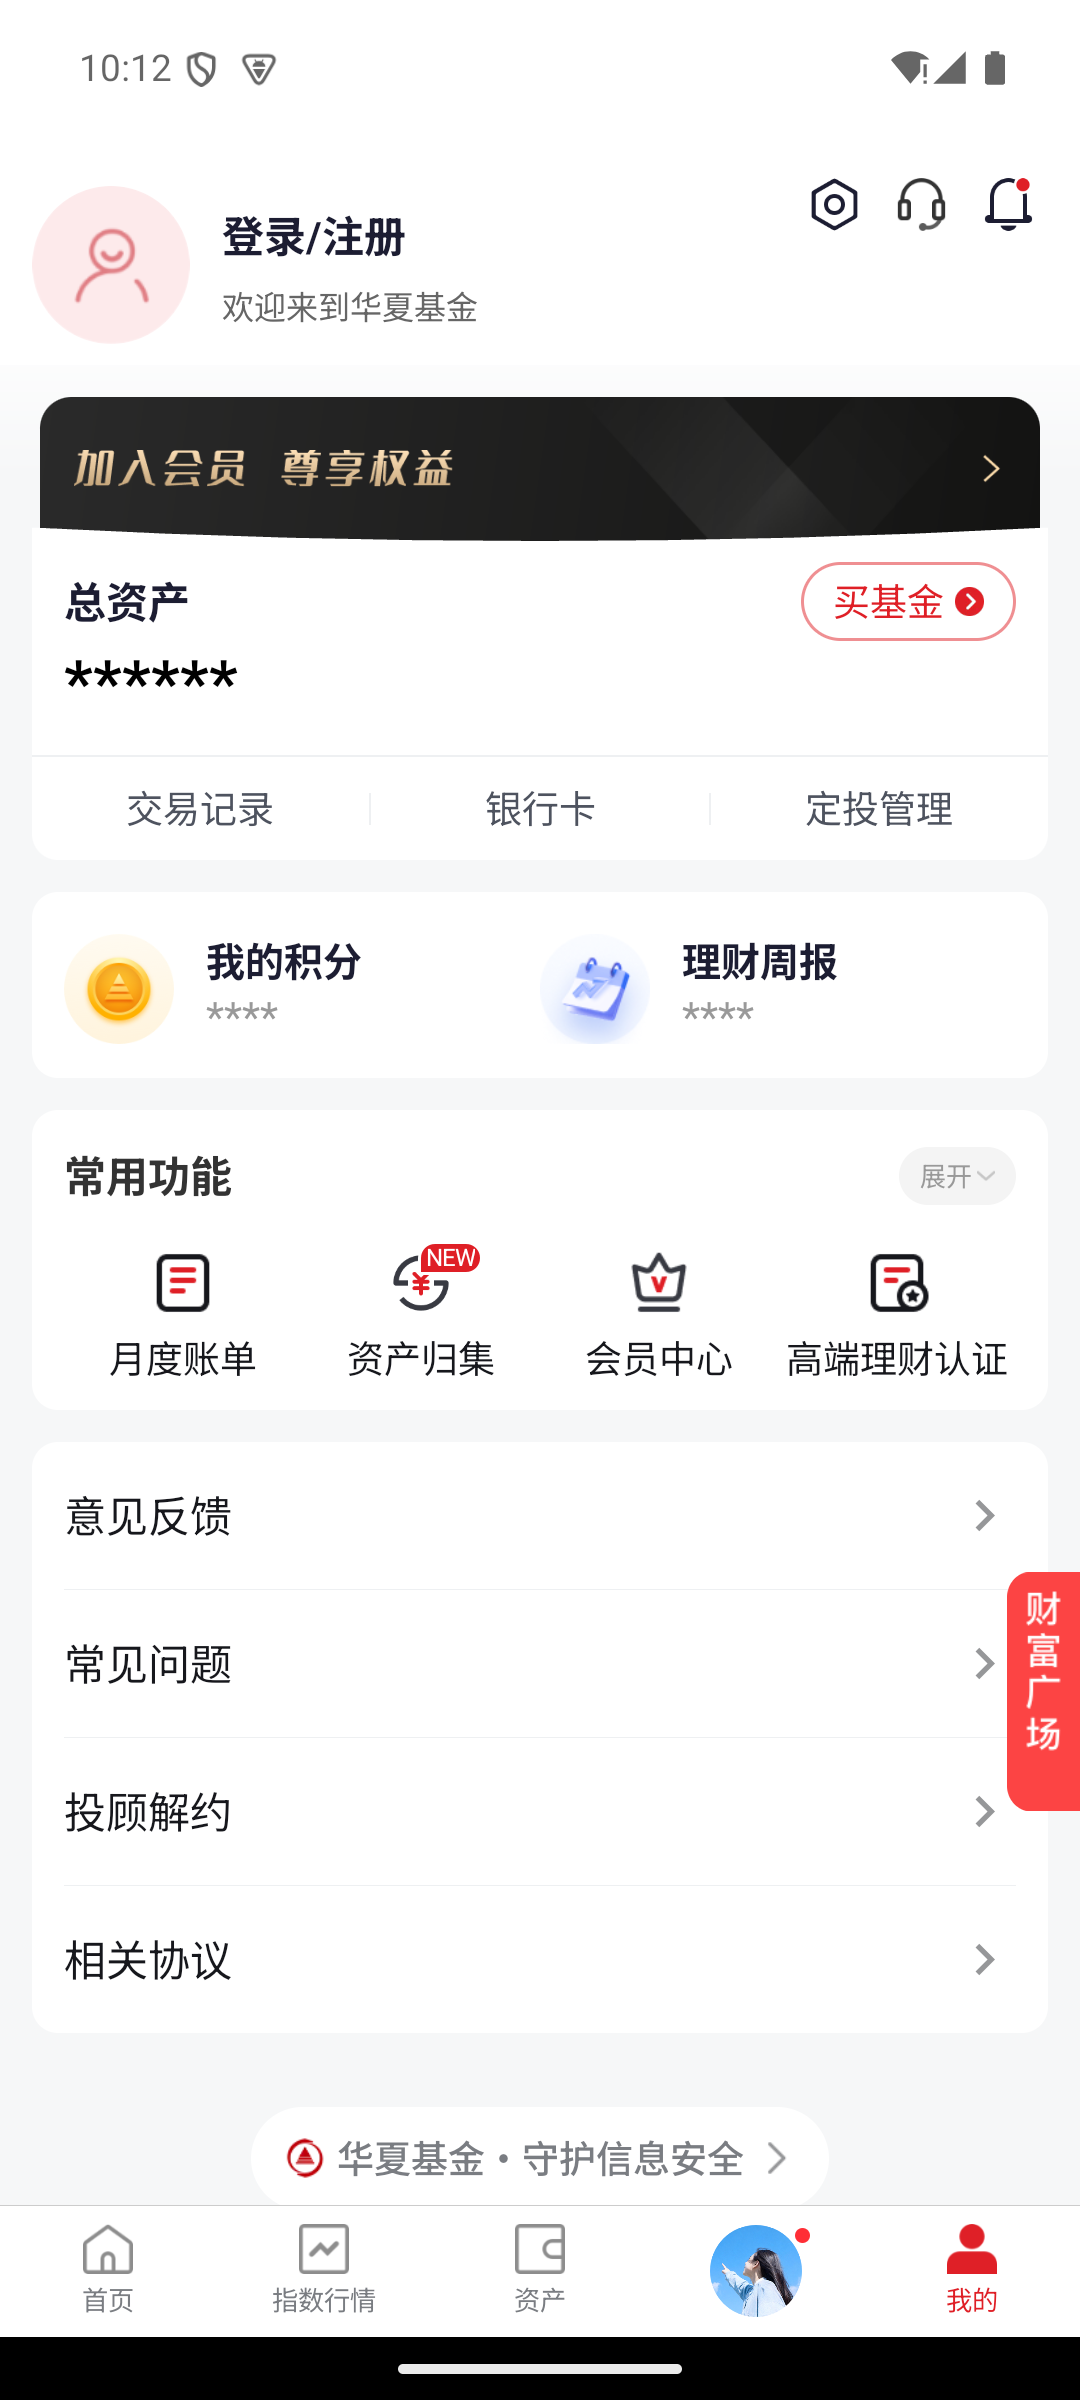 10:12
登录/注册
欢迎来到华夏基金
加入会员 尊享权益
总资产
买基金
******
交易记录
银行卡
定投管理
我的积分
****
理财周报
****
常用功能
展开
NEW
月度账单
资产归集
会员中心
高端理财认证
意见反馈
常见问题
投顾解约
相关协议
财富广场
华夏基金·守护信息安全
首页
指数行情
资产
我的